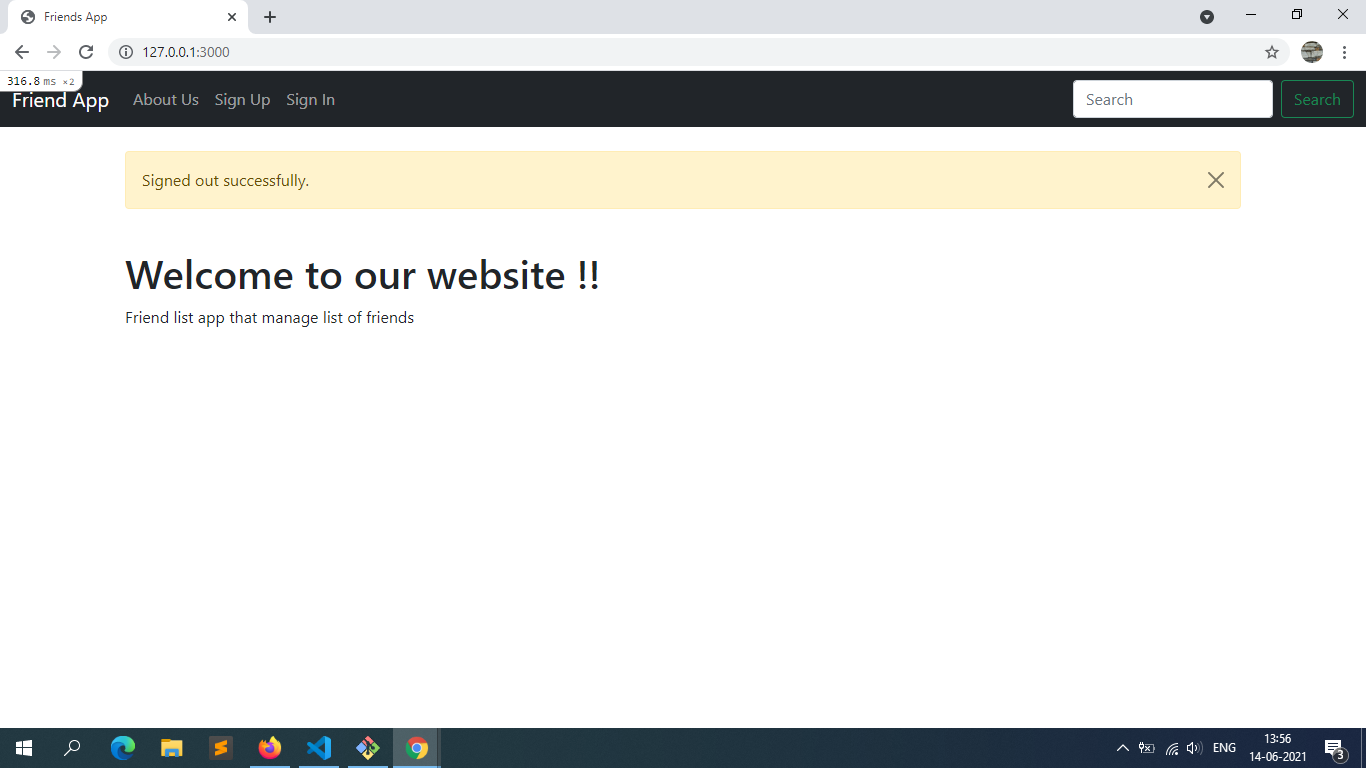 Friends App
127.0.0.1:3000
316.8 ms ×2
Friend App About Us Sign Up Sign In Search Search
Signed out successfully.
Welcome to our website !!
Friend list app that manage list of friends
ENG
13:56
14-06-2021
3